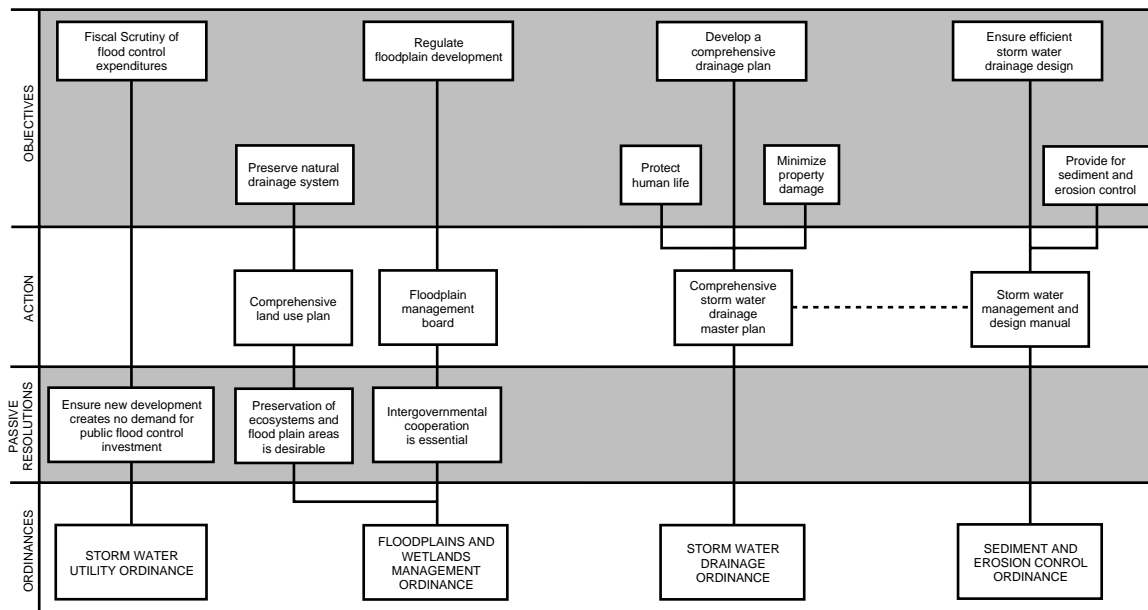 OBJECTIVES
Fiscal Scrutiny of
flood control
expenditures
Regulate
floodplain development
Develop a
comprehensive
drainage plan
Ensure efficient
storm water
drainage design
Preserve natural
drainage system
Protect
human life
Minimize
property
damage
Provide for
sediment and
erosion control
ACTION
Comprehensive
land use plan
Floodplain
management
board
Comprehensive
storm water
drainage
master plan
Storm water
management and
design manual
PASSIVE
RESOLUTIONS
Ensure new development
creates no demand for
public flood control
investment
Preservation of
ecosystems and
flood plain areas
is desirable
Intergovernmental
cooperation
is essential
ORDINANCES
STORM WATER
UTILITY ORDINANCE
FLOODPLAINS AND
WETLANDS
MANAGEMENT
ORDINANCE
STORM WATER
DRAINAGE
ORDINANCE
SEDIMENT AND
EROSION CONROL
ORDINANCE